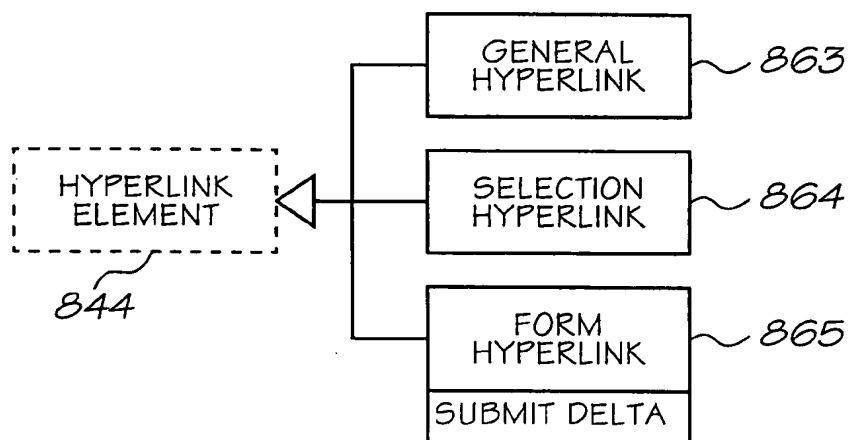 GENERAL
HYPERLINK
863
HYPERLINK
ELEMENT
844
SELECTION
HYPERLINK
864
FORM
HYPERLINK
865
SUBMIT DELTA